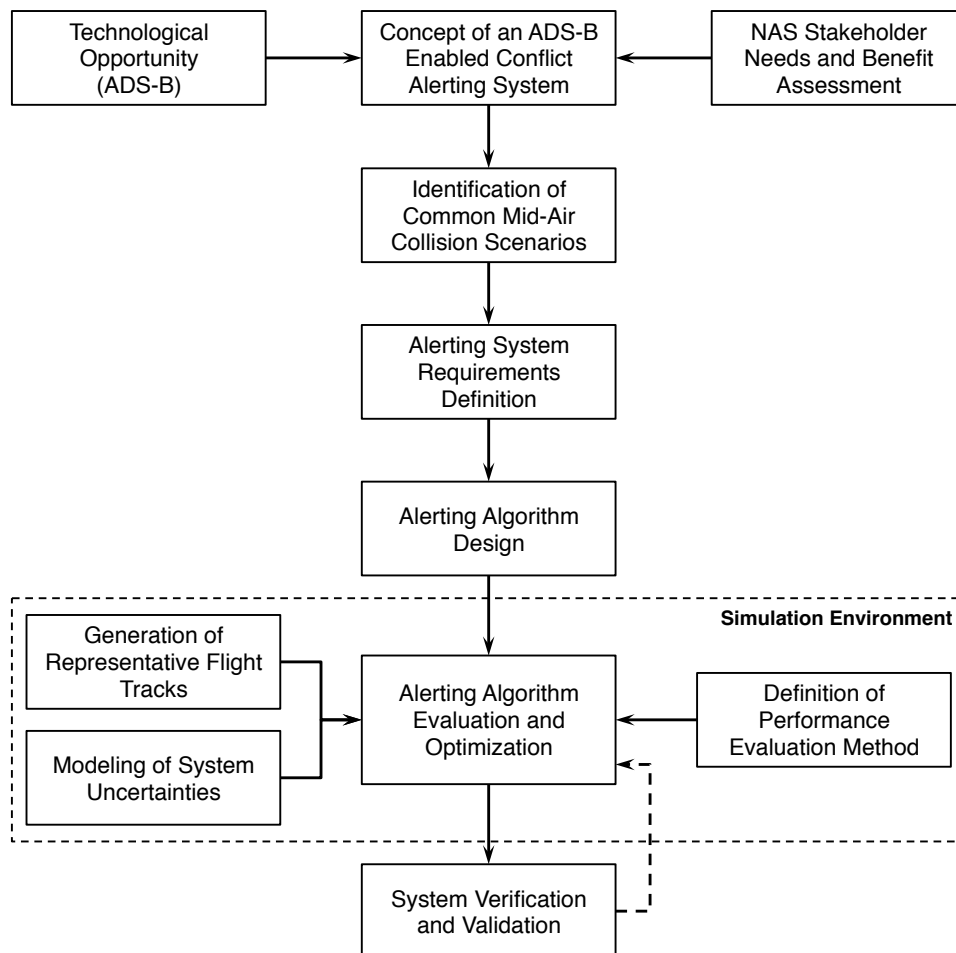 Technological
Opportunity
(ADS-B)
Concept of an ADS-B
Enabled Conflict
Alerting System
NAS Stakeholder
Needs and Benefit
Assessment
Identification of
Common Mid-Air
Collision Scenarios
Alerting System
Requirements
Definition
Alerting Algorithm
Design
Simulation Environment
Generation of
Representative Flight
Tracks
Modeling of System
Uncertainties
Alerting Algorithm
Evaluation and
Optimization
Definition of
Performance
Evaluation Method
System Verification
and Validation